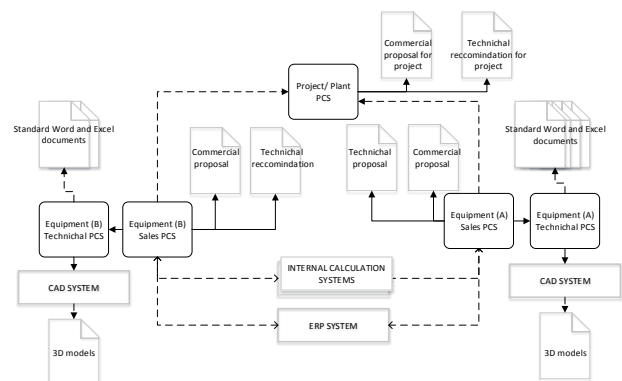 Commercial
proposal for
project
Technichal
reccomindation for
project
Project/ Plant
PCS
Standard Word and Excel
documents
Commercial
proposal
Technichal
reccomindation
Technichal
proposal
Commercial
proposal
Standard Word and Excel
documents
Equipment (B)
Technichal PCS
Equipment (B)
Sales PCS
Equipment (A)
Sales PCS
Equipment (A)
Technichal PCS
CAD SYSTEM
INTERNAL CALCULATION
SYSTEMS
CAD SYSTEM
ERP SYSTEM
3D models
3D models